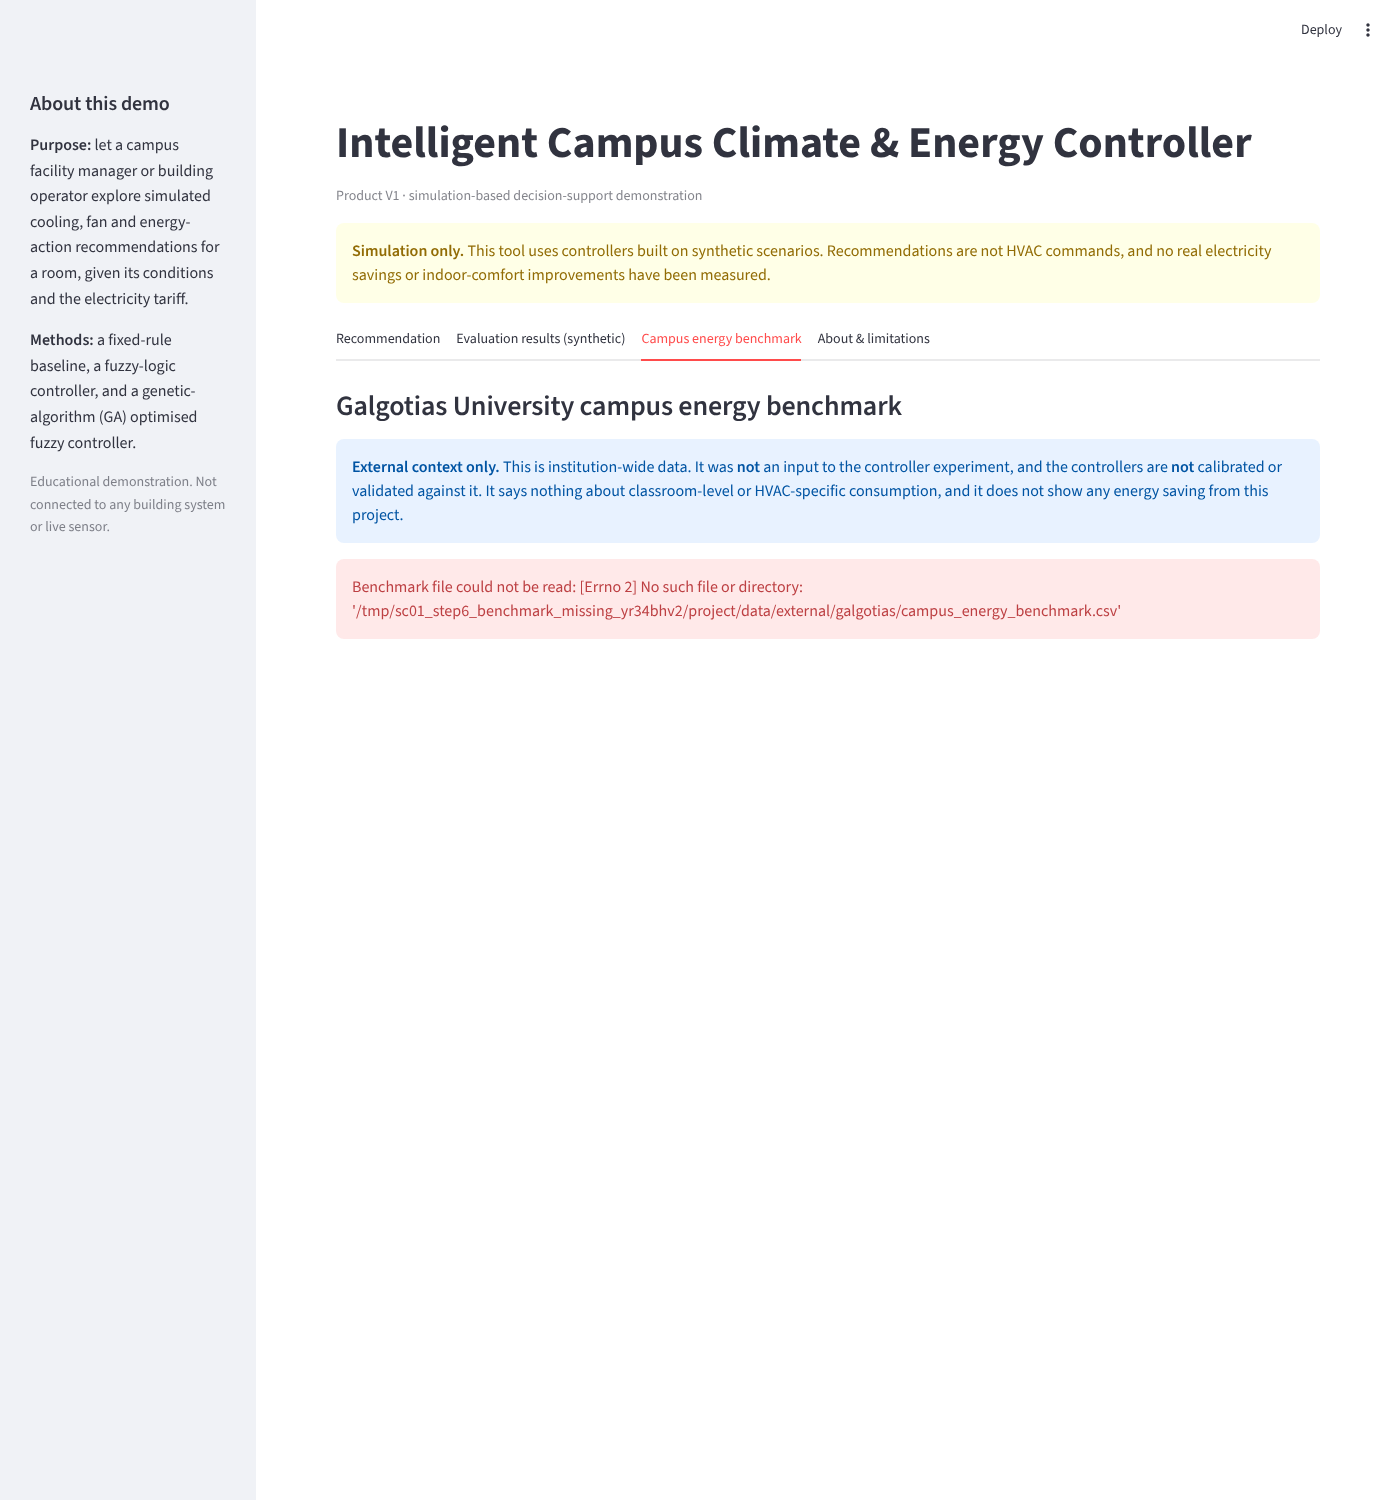 Deploy
About this demo
Purpose: let a campus
facility manager or building
operator explore simulated
cooling, fan and energy-
action recommendations for
a room, given its conditions
and the electricity tariff.
Methods: a fixed-rule
baseline, a fuzzy-logic
controller, and a genetic-
algorithm (GA) optimised
fuzzy controller.
Educational demonstration. Not
connected to any building system
or live sensor.
Intelligent Campus Climate & Energy Controller
Product V1 · simulation-based decision-support demonstration
Simulation only. This tool uses controllers built on synthetic scenarios. Recommendations are not HVAC commands, and no real electricity
savings or indoor-comfort improvements have been measured.
Recommendation Evaluation results (synthetic) Campus energy benchmark About & limitations
Galgotias University campus energy benchmark
External context only. This is institution-wide data. It was not an input to the controller experiment, and the controllers are not calibrated or
validated against it. It says nothing about classroom-level or HVAC-specific consumption, and it does not show any energy saving from this
project.
Benchmark file could not be read: [Errno 2] No such file or directory:
'/tmp/sc01_step6_benchmark_missing_yr34bhv2/project/data/external/galgotias/campus_energy_benchmark.csv'